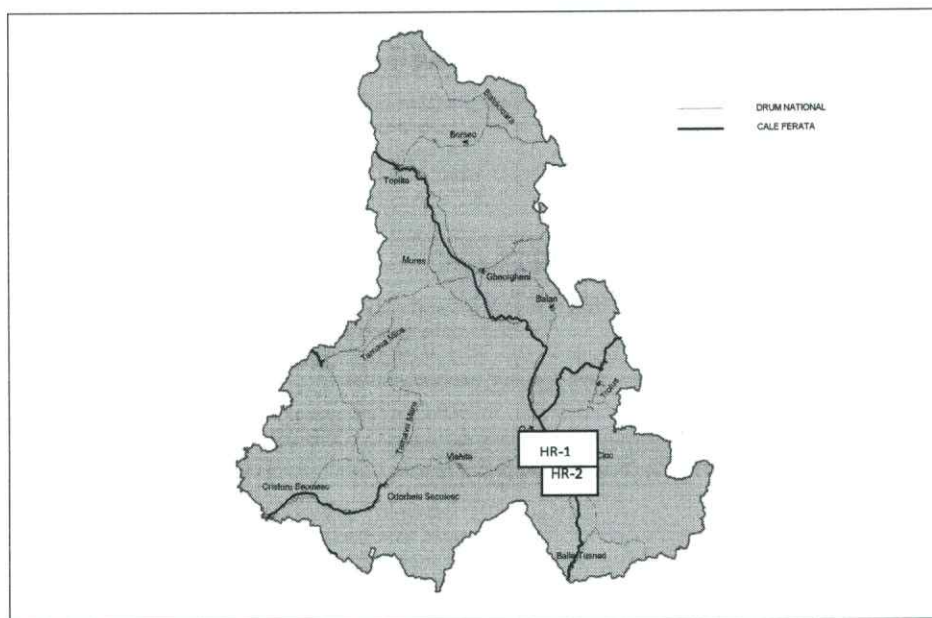 DRUM NATIONAL
CALE FERATA
Borsec
Toplita
Mures
Gheorgheni
Balan
Tarnava Mica
Trotus
Tarnava Mare
HR-1
Ciuc
Vlahita
HR-2
Cristuru Secuiesc
Odorheiu Secuiesc
Baile Tusnad